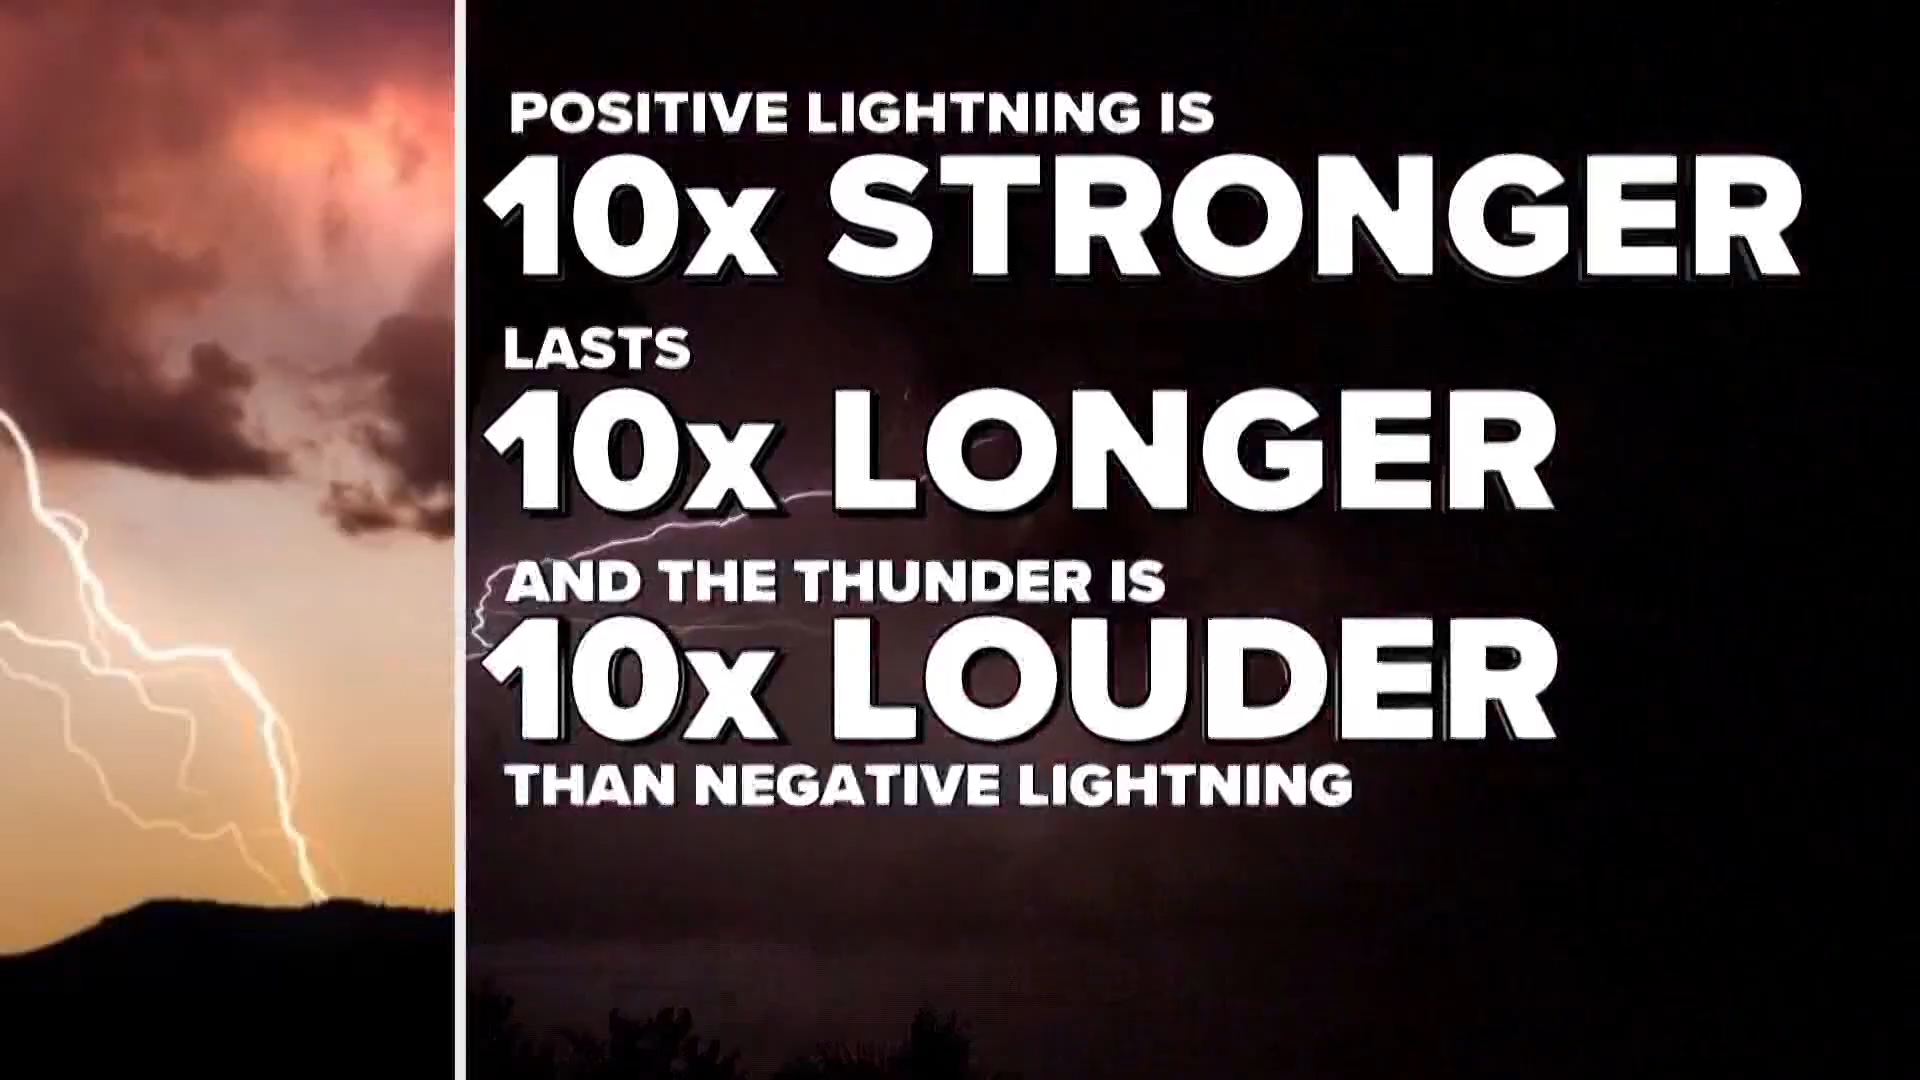 POSITIVE LIGHTNING IS
10x STRONGER
LASTS
10x LONGER
AND THE THUNDER IS
10x LOUDER
THAN NEGATIVE LIGHTNING